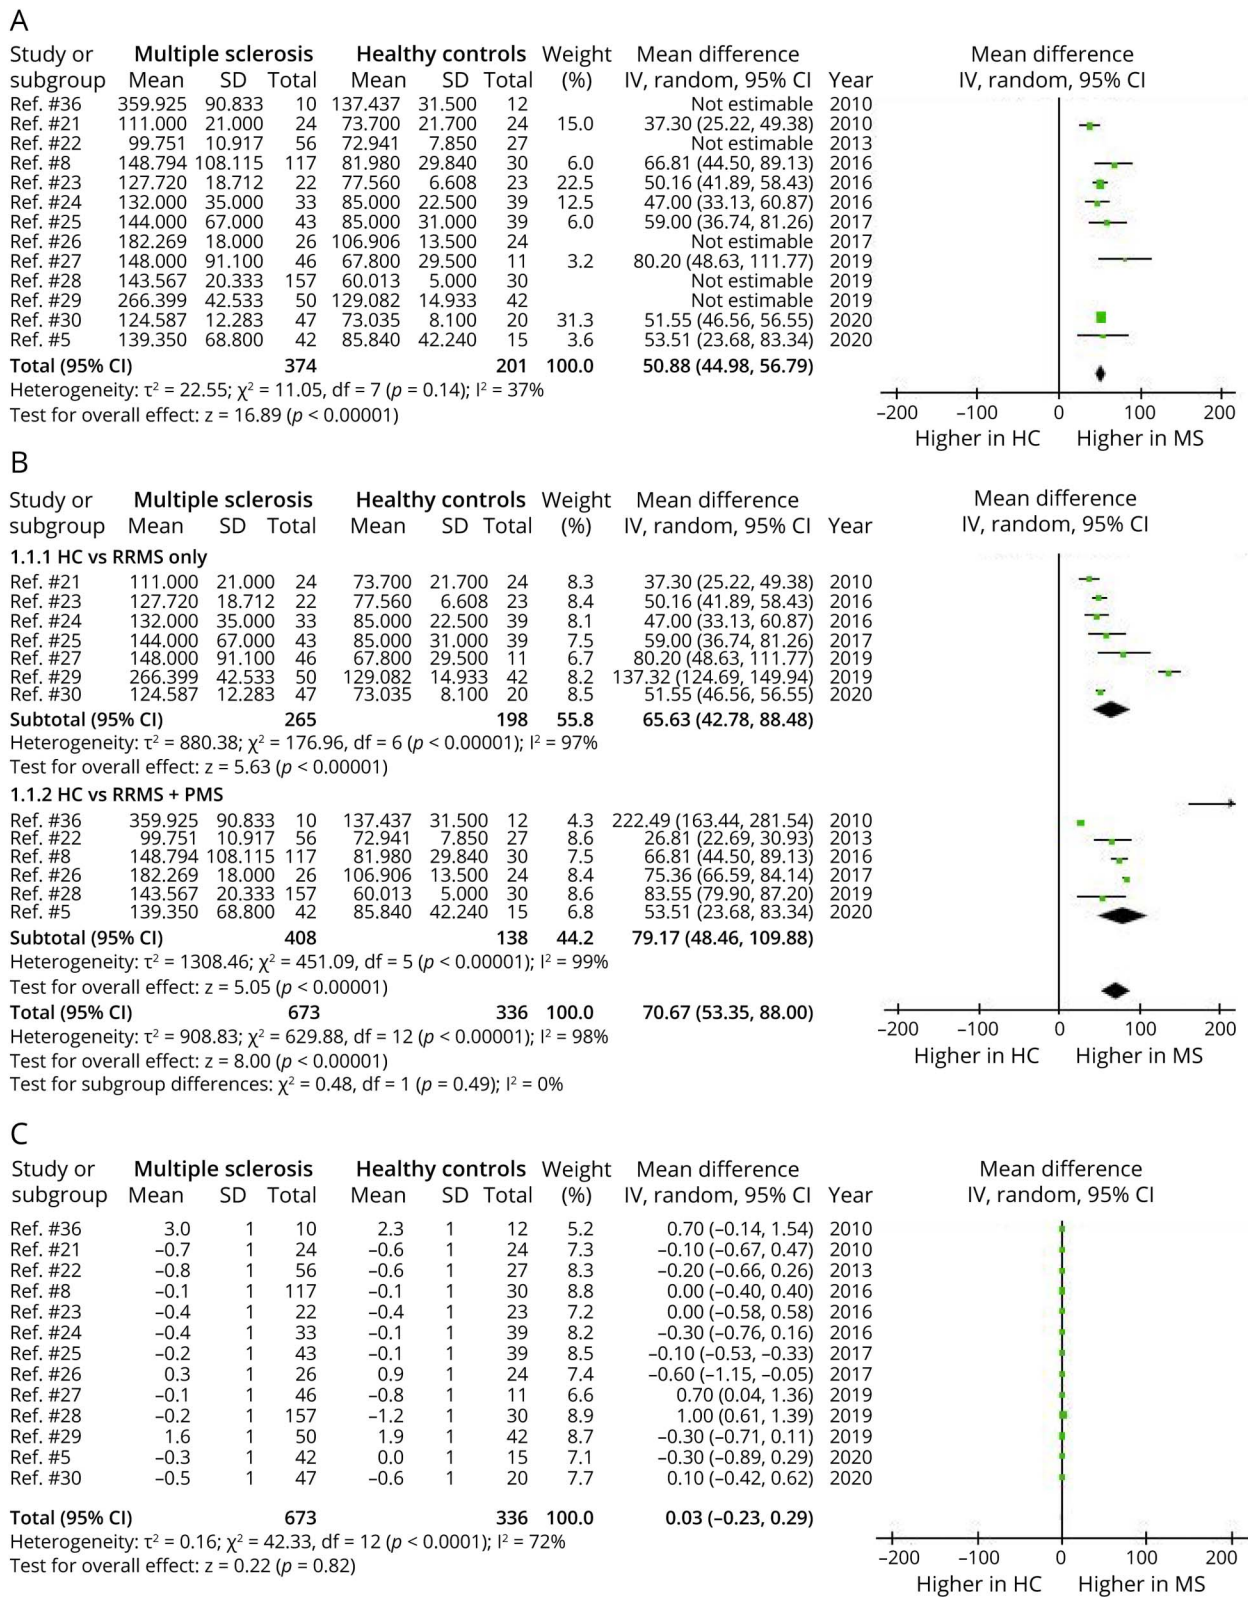 A
Study or Multiple sclerosis Healthy controls Weight Mean difference Mean difference
subgroup Mean SD Total Mean SD Total (%) IV, random, 95% CI Year IV, random, 95% CI
Ref. #36 359.925 90.833 10 137.437 31.500 12 Not estimable 2010
Ref. #21 111.000 21.000 24 73.700 21.700 24 15.0 37.30 (25.22, 49.38) 2010
Ref. #22 99.751 10.917 56 72.941 7.850 27 Not estimable 2013
Ref. #8 148.794 108.115 117 81.980 29.840 30 6.0 66.81 (44.50, 89.13) 2016
Ref. #23 127.720 18.712 22 77.560 6.608 23 22.5 50.16 (41.89, 58.43) 2016
Ref. #24 132.000 35.000 33 85.000 22.500 39 12.5 47.00 (33.13, 60.87) 2016
Ref. #25 144.000 67.000 43 85.000 31.000 39 6.0 59.00 (36.74, 81.26) 2017
Ref. #26 182.269 18.000 26 106.906 13.500 24 Not estimable 2017
Ref. #27 148.000 91.100 46 67.800 29.500 11 3.2 80.20 (48.63, 111.77) 2019
Ref. #28 143.567 20.333 157 60.013 5.000 30 Not estimable 2019
Ref. #29 266.399 42.533 50 129.082 14.933 42 Not estimable 2019
Ref. #30 124.587 12.283 47 73.035 8.100 20 31.3 51.55 (46.56, 56.55) 2020
Ref. #5 139.350 68.800 42 85.840 42.240 15 3.6 53.51 (23.68, 83.34) 2020
Total (95% CI) 374 201 100.0 50.88 (44.98, 56.79)
Heterogeneity: τ² = 22.55; χ² = 11.05, df = 7 (p = 0.14); I² = 37%
Test for overall effect: z = 16.89 (p < 0.00001)
−200 −100 0 100 200
Higher in HC Higher in MS
B
Study or Multiple sclerosis Healthy controls Weight Mean difference Mean difference
subgroup Mean SD Total Mean SD Total (%) IV, random, 95% CI Year IV, random, 95% CI
1.1.1 HC vs RRMS only
Ref. #21 111.000 21.000 24 73.700 21.700 24 8.3 37.30 (25.22, 49.38) 2010
Ref. #23 127.720 18.712 22 77.560 6.608 23 8.4 50.16 (41.89, 58.43) 2016
Ref. #24 132.000 35.000 33 85.000 22.500 39 8.1 47.00 (33.13, 60.87) 2016
Ref. #25 144.000 67.000 43 85.000 31.000 39 7.5 59.00 (36.74, 81.26) 2017
Ref. #27 148.000 91.100 46 67.800 29.500 11 6.7 80.20 (48.63, 111.77) 2019
Ref. #29 266.399 42.533 50 129.082 14.933 42 8.2 137.32 (124.69, 149.94) 2019
Ref. #30 124.587 12.283 47 73.035 8.100 20 8.5 51.55 (46.56, 56.55) 2020
Subtotal (95% CI) 265 198 55.8 65.63 (42.78, 88.48)
Heterogeneity: τ² = 880.38; χ² = 176.96, df = 6 (p < 0.00001); I² = 97%
Test for overall effect: z = 5.63 (p < 0.00001)
1.1.2 HC vs RRMS + PMS
Ref. #36 359.925 90.833 10 137.437 31.500 12 4.3 222.49 (163.44, 281.54) 2010
Ref. #22 99.751 10.917 56 72.941 7.850 27 8.6 26.81 (22.69, 30.93) 2013
Ref. #8 148.794 108.115 117 81.980 29.840 30 7.5 66.81 (44.50, 89.13) 2016
Ref. #26 182.269 18.000 26 106.906 13.500 24 8.4 75.36 (66.59, 84.14) 2017
Ref. #28 143.567 20.333 157 60.013 5.000 30 8.6 83.55 (79.90, 87.20) 2019
Ref. #5 139.350 68.800 42 85.840 42.240 15 6.8 53.51 (23.68, 83.34) 2020
Subtotal (95% CI) 408 138 44.2 79.17 (48.46, 109.88)
Heterogeneity: τ² = 1308.46; χ² = 451.09, df = 5 (p < 0.00001); I² = 99%
Test for overall effect: z = 5.05 (p < 0.00001)
Total (95% CI) 673 336 100.0 70.67 (53.35, 88.00)
Heterogeneity: τ² = 908.83; χ² = 629.88, df = 12 (p < 0.00001); I² = 98%
Test for overall effect: z = 8.00 (p < 0.00001)
Test for subgroup differences: χ² = 0.48, df = 1 (p = 0.49); I² = 0%
−200 −100 0 100 200
Higher in HC Higher in MS
C
Study or Multiple sclerosis Healthy controls Weight Mean difference Mean difference
subgroup Mean SD Total Mean SD Total (%) IV, random, 95% CI Year IV, random, 95% CI
Ref. #36 3.0 1 10 2.3 1 12 5.2 0.70 (−0.14, 1.54) 2010
Ref. #21 −0.7 1 24 −0.6 1 24 7.3 −0.10 (−0.67, 0.47) 2010
Ref. #22 −0.8 1 56 −0.6 1 27 8.3 −0.20 (−0.66, 0.26) 2013
Ref. #8 −0.1 1 117 −0.1 1 30 8.8 0.00 (−0.40, 0.40) 2016
Ref. #23 −0.4 1 22 −0.4 1 23 7.2 0.00 (−0.58, 0.58) 2016
Ref. #24 −0.4 1 33 −0.1 1 39 8.2 −0.30 (−0.76, 0.16) 2016
Ref. #25 −0.2 1 43 −0.1 1 39 8.5 −0.10 (−0.53, −0.33) 2017
Ref. #26 0.3 1 26 0.9 1 24 7.4 −0.60 (−1.15, −0.05) 2017
Ref. #27 −0.1 1 46 −0.8 1 11 6.6 0.70 (0.04, 1.36) 2019
Ref. #28 −0.2 1 157 −1.2 1 30 8.9 1.00 (0.61, 1.39) 2019
Ref. #29 1.6 1 50 1.9 1 42 8.7 −0.30 (−0.71, 0.11) 2019
Ref. #5 −0.3 1 42 0.0 1 15 7.1 −0.30 (−0.89, 0.29) 2020
Ref. #30 −0.5 1 47 −0.6 1 20 7.7 0.10 (−0.42, 0.62) 2020
Total (95% CI) 673 336 100.0 0.03 (−0.23, 0.29)
Heterogeneity: τ² = 0.16; χ² = 42.33, df = 12 (p < 0.0001); I² = 72%
Test for overall effect: z = 0.22 (p = 0.82)
−200 −100 0 100 200
Higher in HC Higher in MS